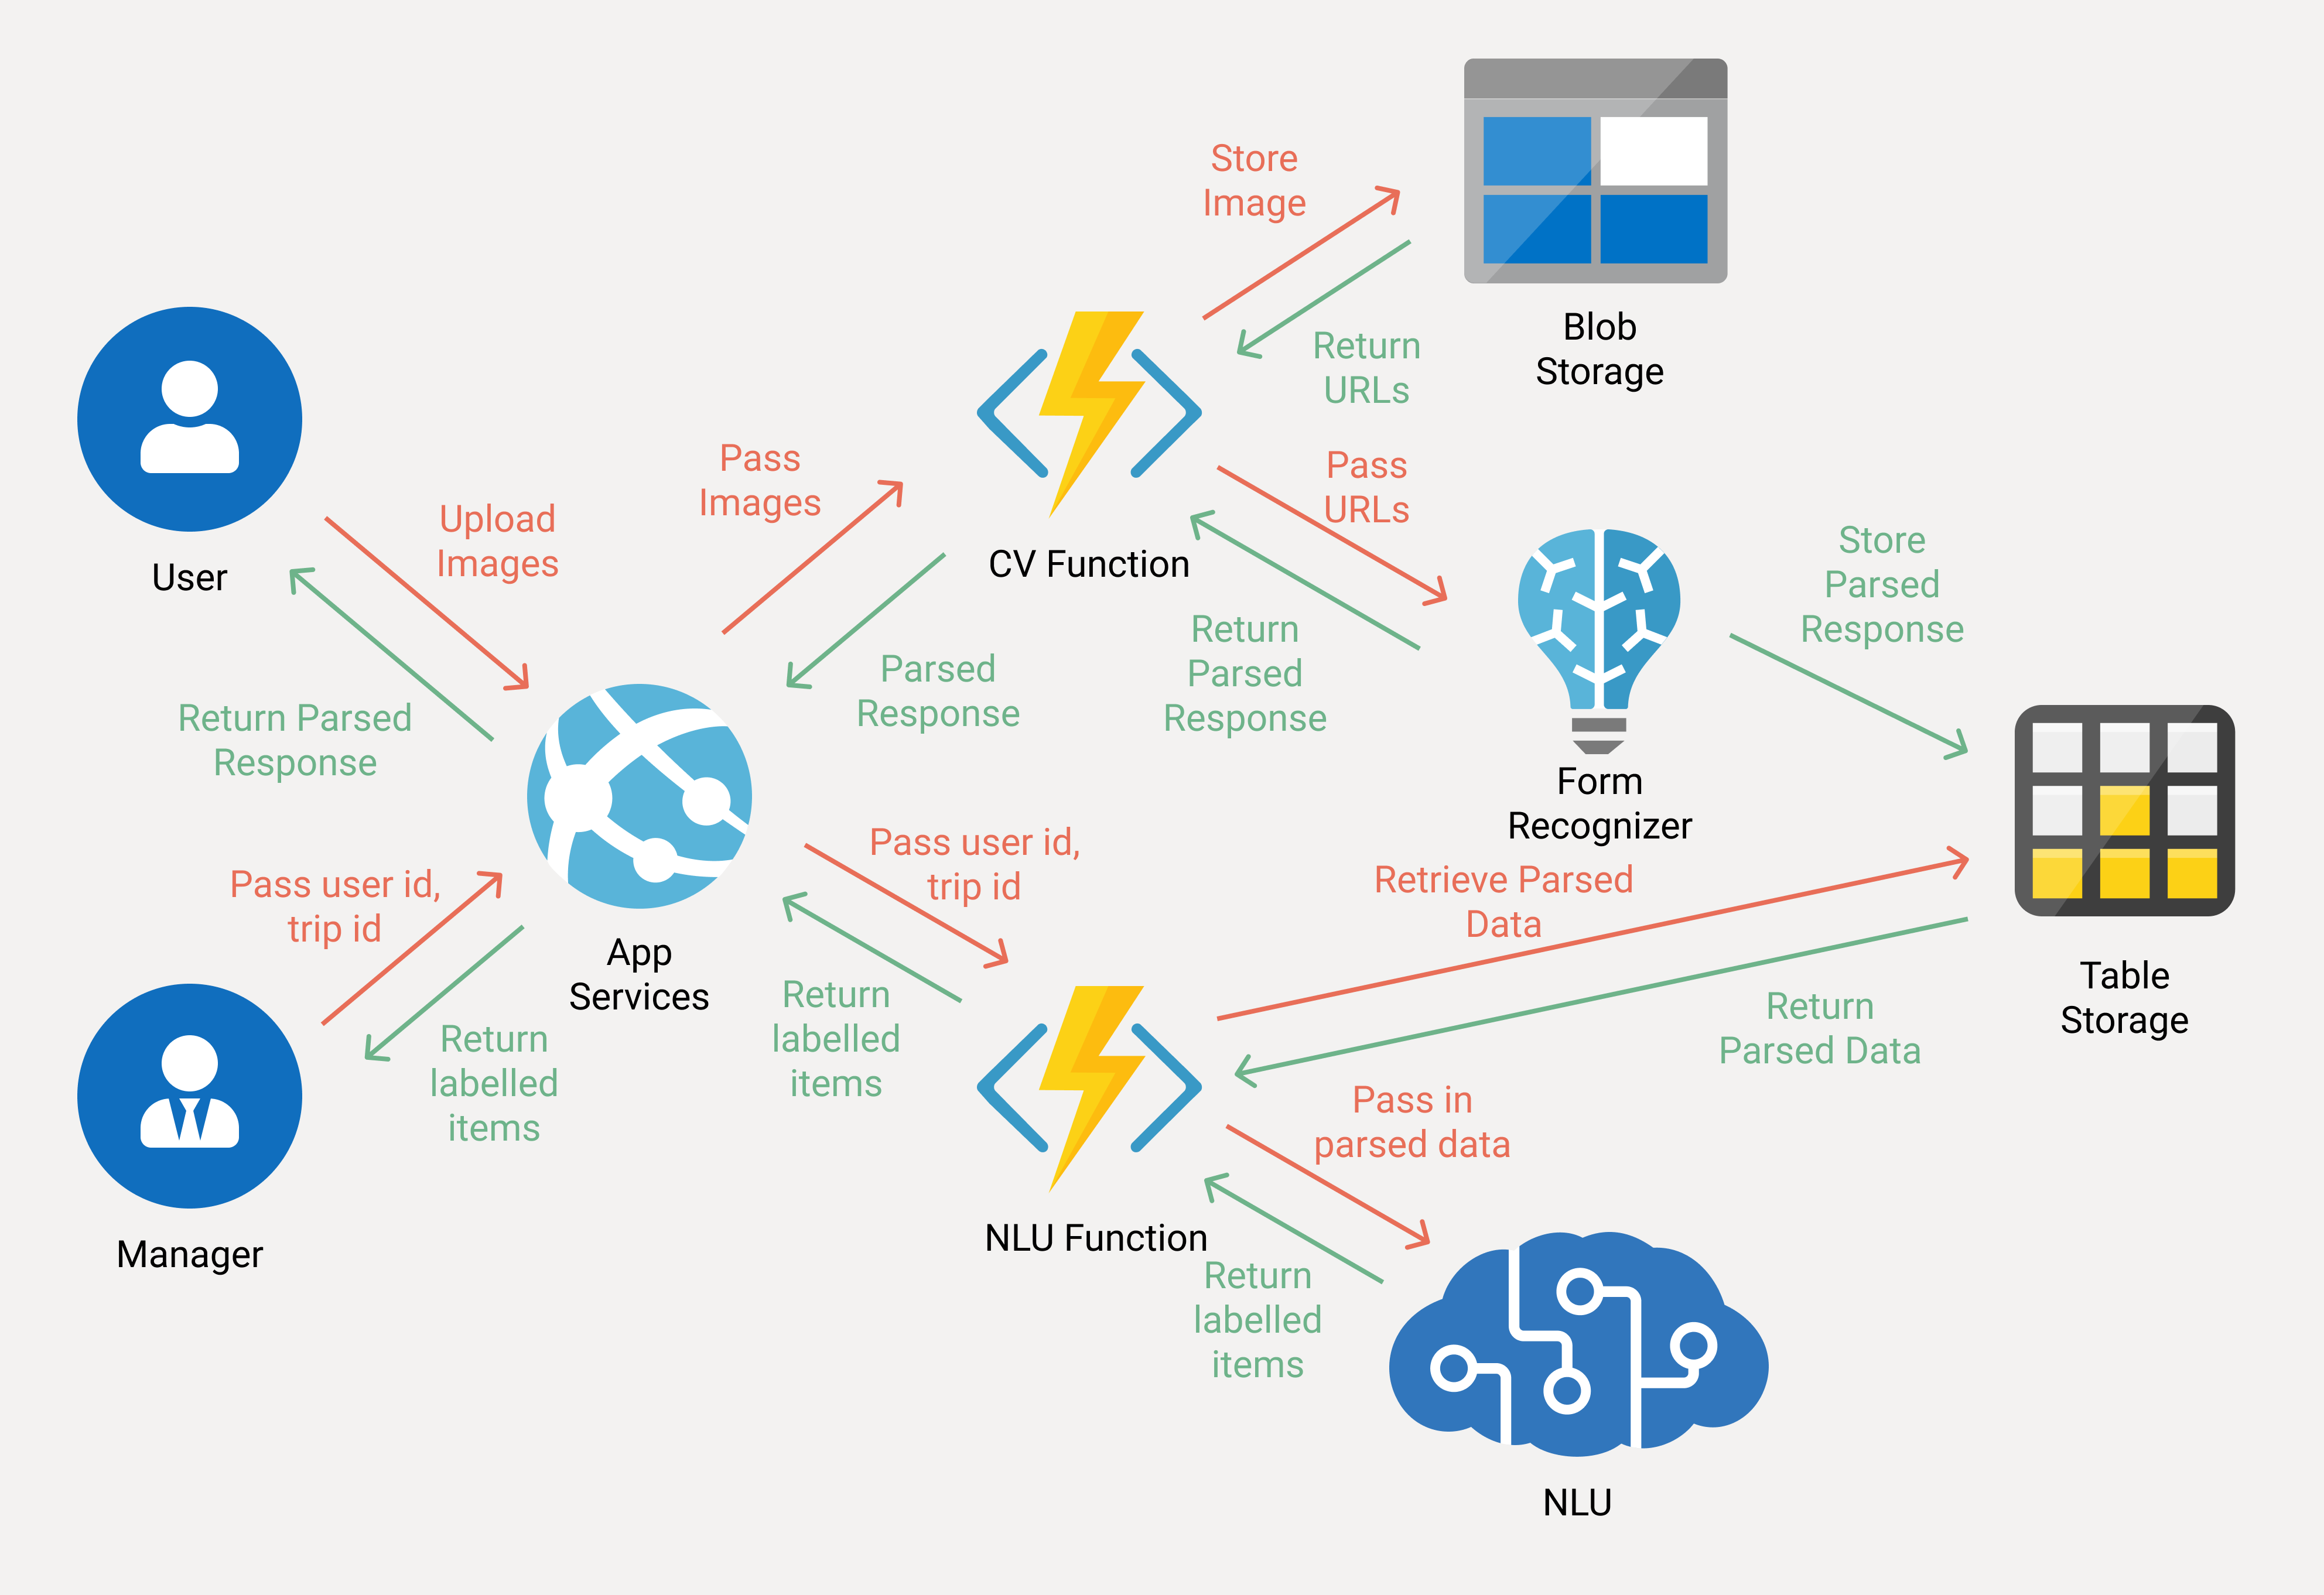 Store
Image
Blob
Storage
Return
URLs
Pass
Images
Pass
URLs
Upload
Images
User
CV Function
Store
Parsed
Response
Return
Parsed
Response
Parsed
Response
Return Parsed
Response
Form
Recognizer
Pass user id,
trip id
Pass user id,
trip id
Retrieve Parsed
Data
App
Services
Table
Storage
Return
labelled
items
Return
labelled
items
Return
Parsed Data
Pass in
parsed data
Manager
NLU Function
Return
labelled
items
NLU